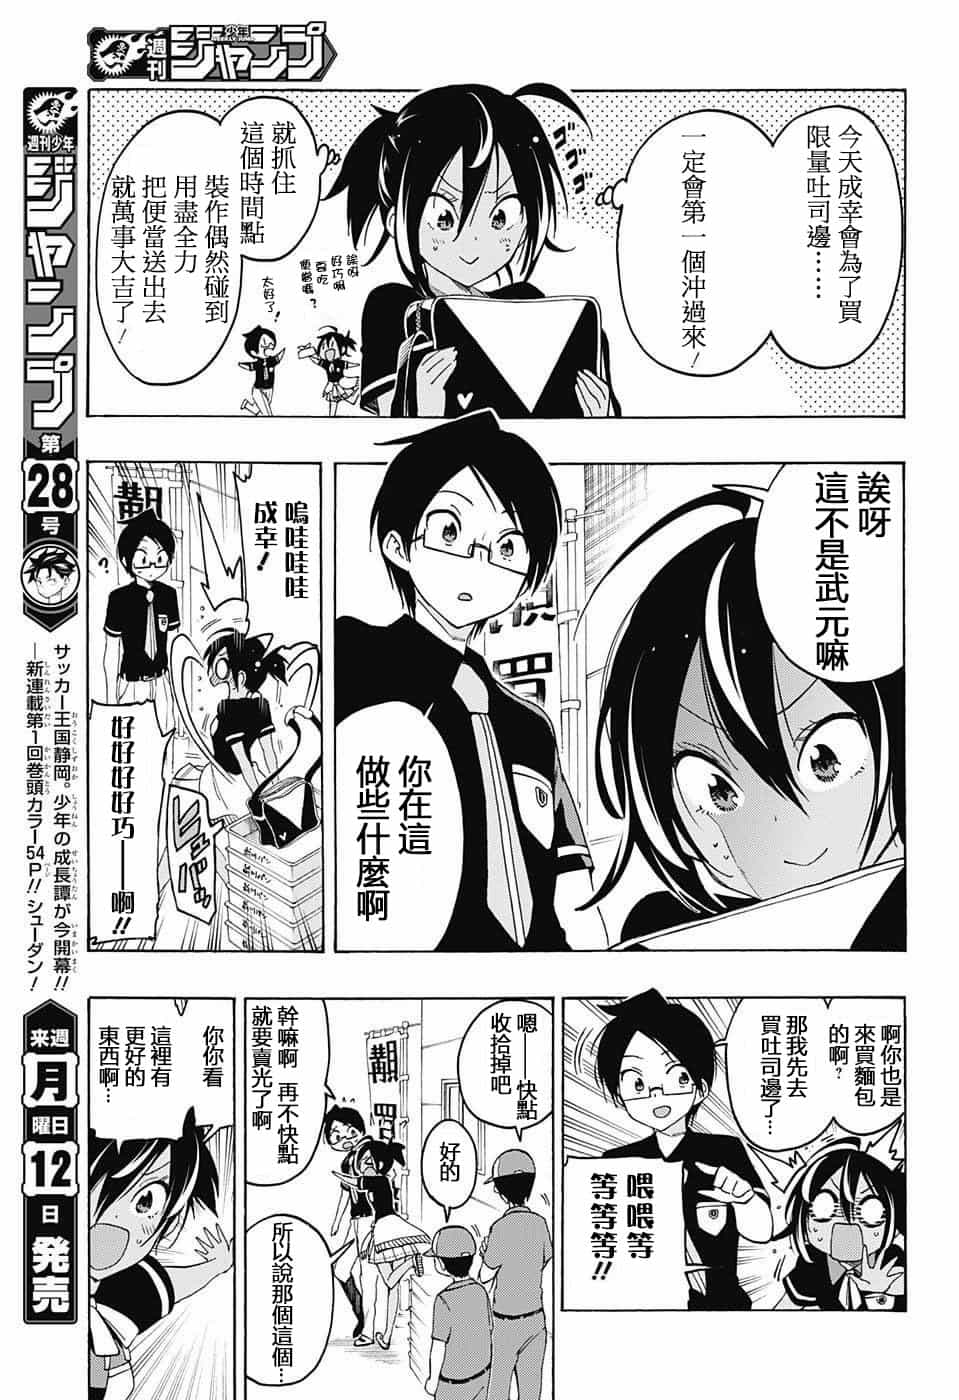 週刊
少年
ジャンプ
今天成幸會為了買
限量吐司邊……
一定會第一個沖過來！
就抓住
這個時間點
裝作偶然碰到
用盡全力
把便當送出去
就萬事大吉了！
誒呀
好巧啊
要吃
便當嗎？
太好了！
週刊少年
ジャンプ
第
28
号
サッカー王国静岡。少年の成長譚が今開幕!!
―新連載第1回巻頭カラー54P!!シューダン！
来週
月
曜日
12
日
発売
誒呀
這不是武元嘛
你在這
做些什麼啊
嗚哇哇哇
成幸！
?
好好好好巧――啊!!
啊你也是
來買麵包
的啊？
那我先去
買吐司邊了…
喂喂等
等等等!!
嗯――快點
收拾掉吧
好的
幹嘛啊 再不快點
就要賣光了啊
所以說那個這個…
你你看
這裡有
更好的
東西啊…